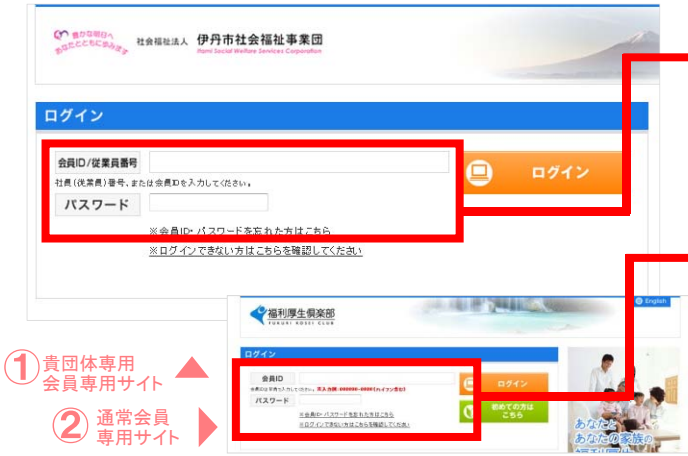 豊かな明日へ
あなたとともに歩みます
社会福祉法人 伊丹市社会福祉事業団
Itami Social Welfare Services Corporation
ログイン
会員ID/従業員番号
社員(従業員)番号、または会員IDを入力してください。
ログイン
パスワード
※会員ID・パスワードを忘れた方はこちら
※ログインできない方はこちらを確認してください
福利厚生倶楽部
FUKURI KOSEI CLUB
English
ログイン
会員ID
ログイン
パスワード
初めての方は
こちら
※会員ID・パスワードを忘れた方はこちら
※ログインできない方はこちらを確認してください
あなたと
あなたの家族の
福利厚生
①貴団体専用
会員専用サイト
②通常会員
専用サイト